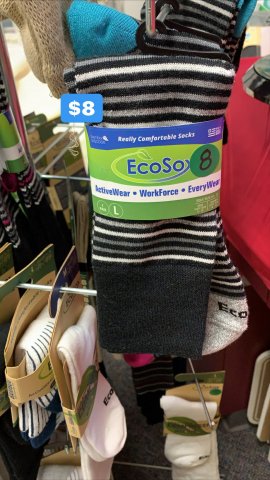 $8
Really Comfortable Socks
EcoSox
8
ActiveWear • WorkForce • EveryWear
L
Eco